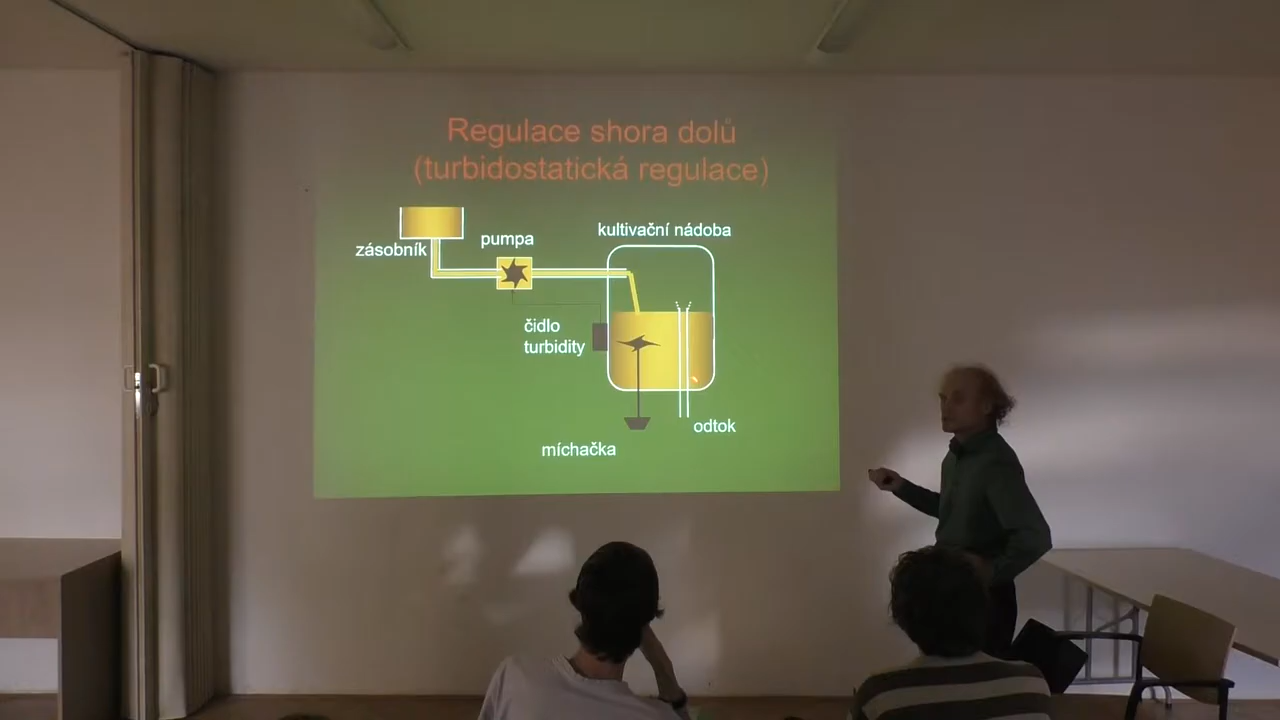 Regulace shora dolů
(turbidostatická regulace)
zásobník
pumpa
kultivační nádoba
čidlo
turbidity
míchačka
odtok